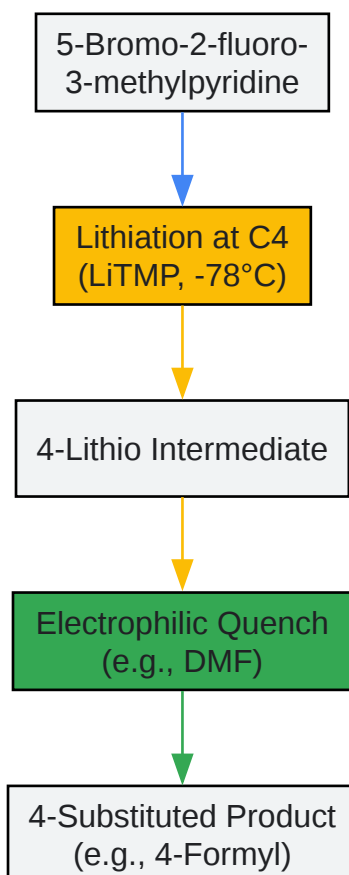 5-Bromo-2-fluoro-
3-methylpyridine
Lithiation at C4
(LiTMP, -78°C)
4-Lithio Intermediate
Electrophilic Quench
(e.g., DMF)
4-Substituted Product
(e.g., 4-Formyl)